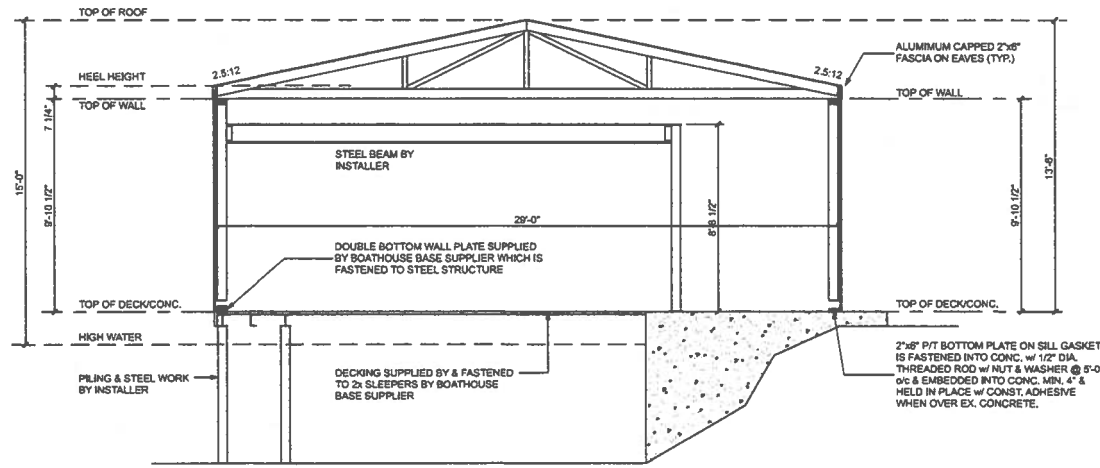 TOP OF ROOF
ALUMIMUM CAPPED 2"x6"
FASCIA ON EAVES (TYP.)
2.5:12
2.5:12
HEEL HEIGHT
TOP OF WALL
TOP OF WALL
7 1/4"
15'-0"
9'-10 1/2"
STEEL BEAM BY
INSTALLER
29'-0"
8'-8 1/2"
9'-10 1/2"
13'-6"
DOUBLE BOTTOM WALL PLATE SUPPLIED
BY BOATHOUSE BASE SUPPLIER WHICH IS
FASTENED TO STEEL STRUCTURE
TOP OF DECK/CONC.
TOP OF DECK/CONC.
HIGH WATER
PILING & STEEL WORK
BY INSTALLER
DECKING SUPPLIED BY & FASTENED
TO 2x SLEEPERS BY BOATHOUSE
BASE SUPPLIER
2"x6" P/T BOTTOM PLATE ON SILL GASKET
IS FASTENED INTO CONC. w/ 1/2" DIA.
THREADED ROD w/ NUT & WASHER @ 5'-0
o/c & EMBEDDED INTO CONC. MIN. 4" &
HELD IN PLACE w/ CONST. ADHESIVE
WHEN OVER EX. CONCRETE.